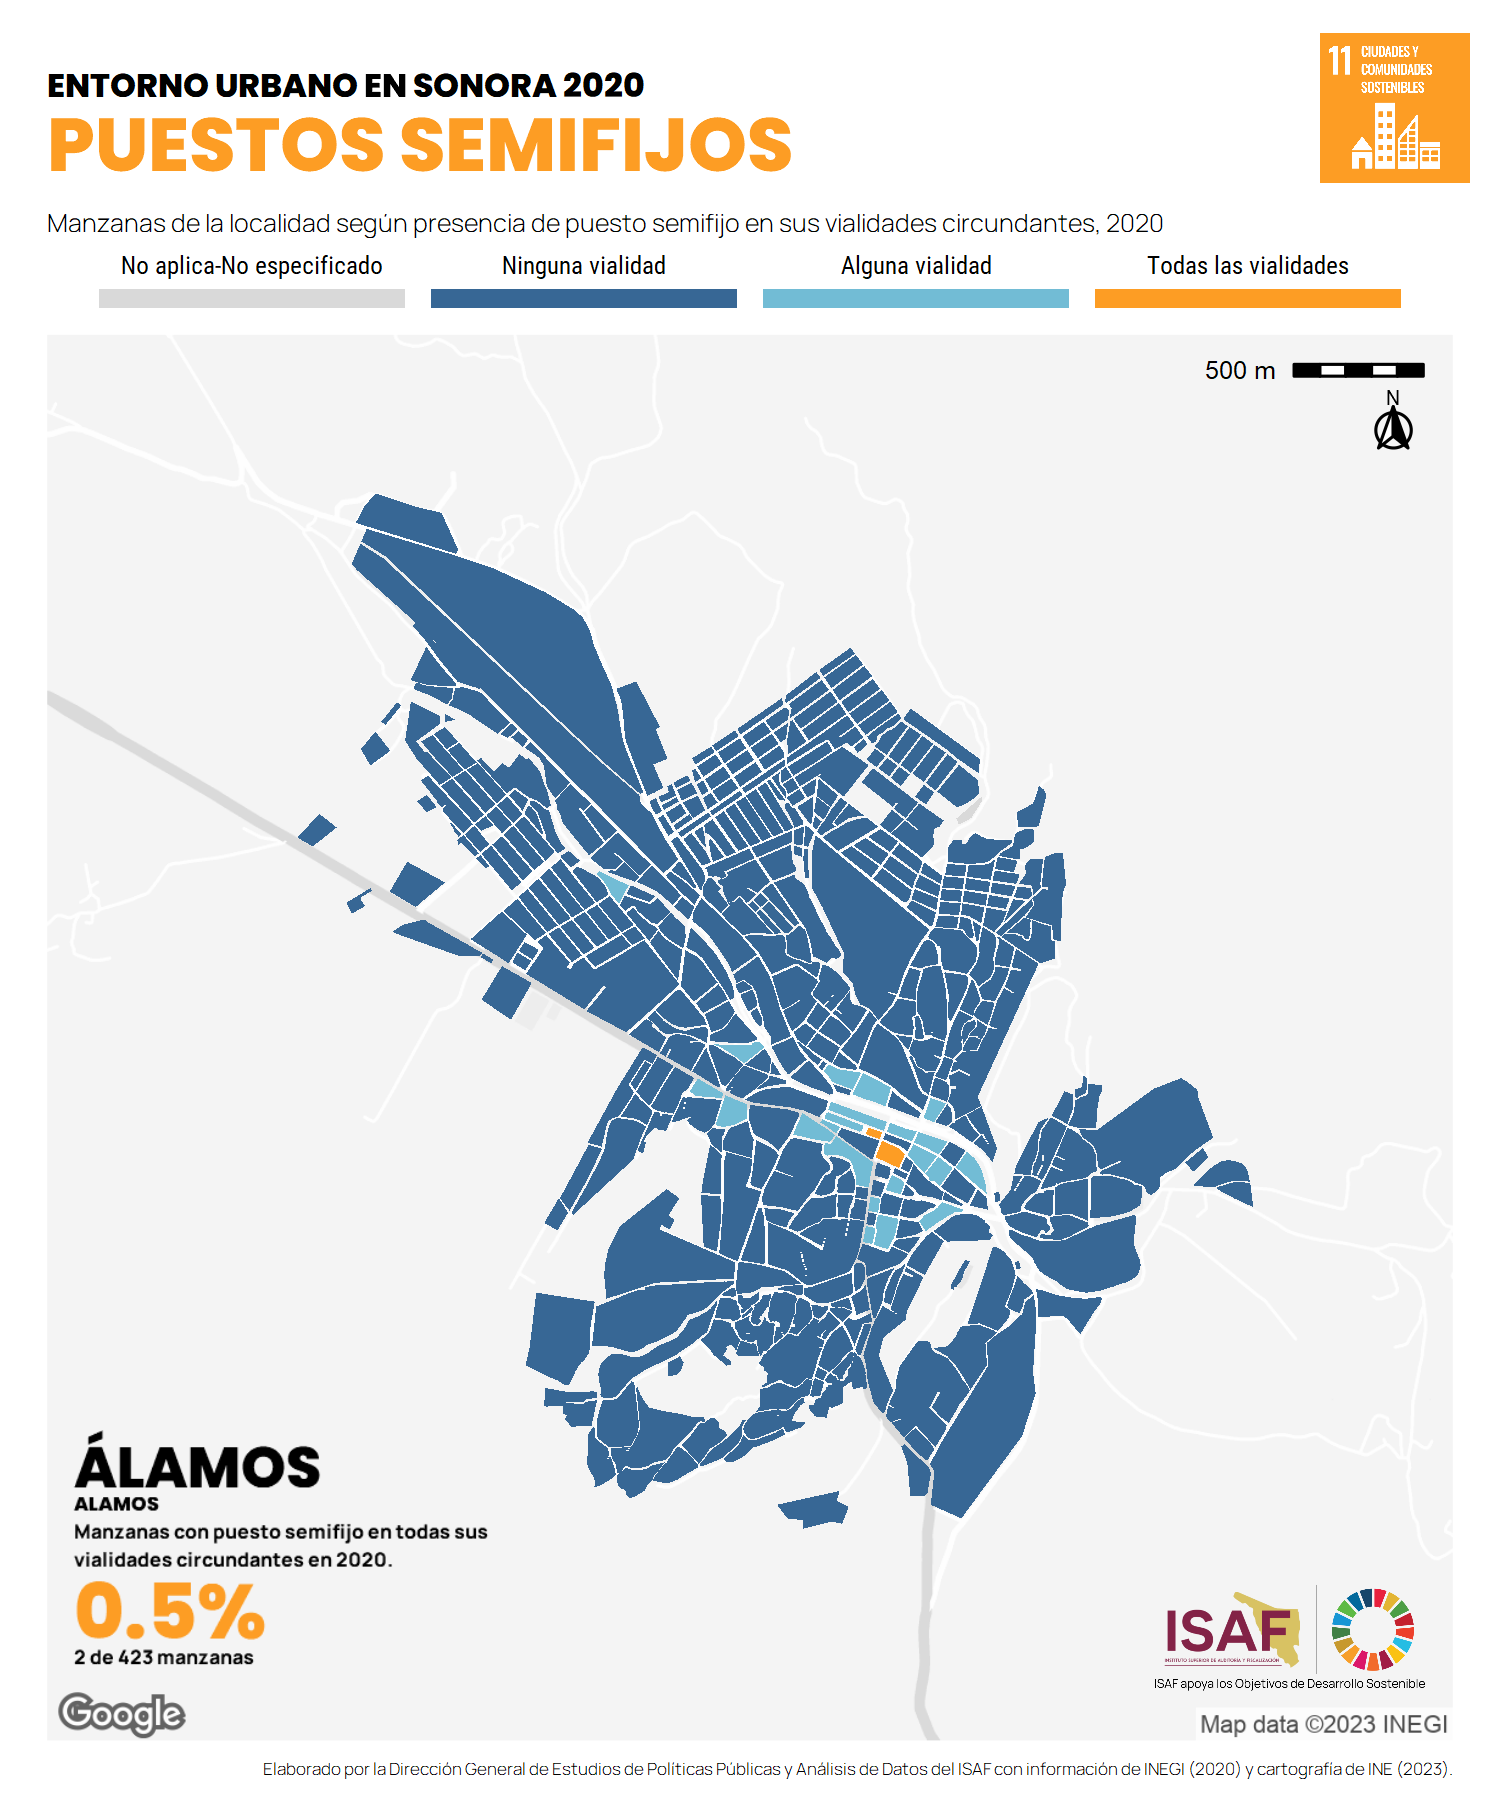 ENTORNO URBANO EN SONORA 2020
PUESTOS SEMIFIJOS
11 CIUDADES Y
COMUNIDADES
SOSTENIBLES
Manzanas de la localidad según presencia de puesto semifijo en sus vialidades circundantes, 2020
No aplica-No especificado Ninguna vialidad Alguna vialidad Todas las vialidades
500 m
N
ÁLAMOS
ALAMOS
Manzanas con puesto semifijo en todas sus
vialidades circundantes en 2020.
0.5%
2 de 423 manzanas
Google
ISAF
INSTITUTO SUPERIOR DE AUDITORÍA Y FISCALIZACIÓN
ISAF apoya los Objetivos de Desarrollo Sostenible
Map data ©2023 INEGI
Elaborado por la Dirección General de Estudios de Políticas Públicas y Análisis de Datos del ISAF con información de INEGI (2020) y cartografía de INE (2023).